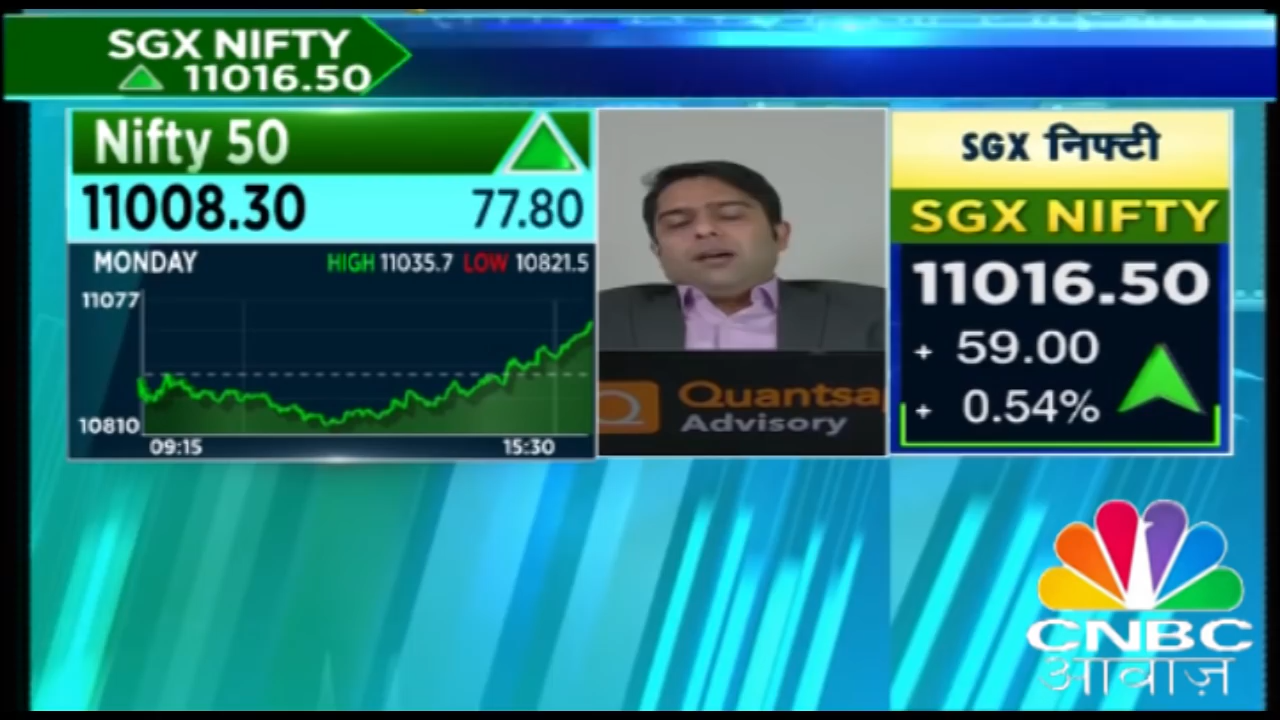 SGX NIFTY
11016.50
Nifty 50
11008.30 77.80
MONDAY HIGH 11035.7 LOW 10821.5
11077
10810
09:15 15:30
Quantsa
Advisory
SGX निफ्टी
SGX NIFTY
11016.50
+ 59.00
+ 0.54%
CNBC
आवाज़